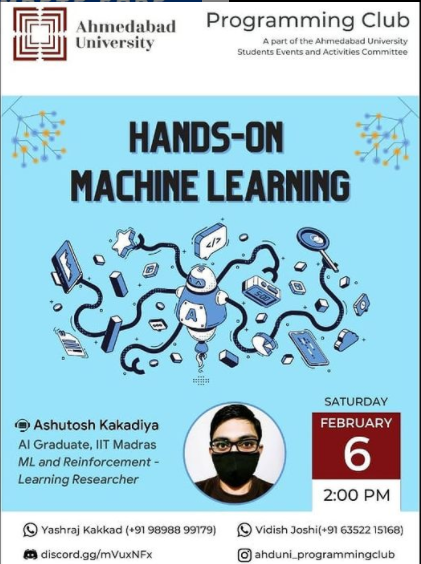 Ahmedabad
University
Programming Club
A part of the Ahmedabad University
Students Events and Activities Committee
HANDS-ON
MACHINE LEARNING
</>
A
Ashutosh Kakadiya
AI Graduate, IIT Madras
ML and Reinforcement -
Learning Researcher
SATURDAY
FEBRUARY
6
2:00 PM
Yashraj Kakkad (+91 98988 99179)
Vidish Joshi(+91 63522 15168)
discord.gg/mVuxNFx
ahduni_programmingclub